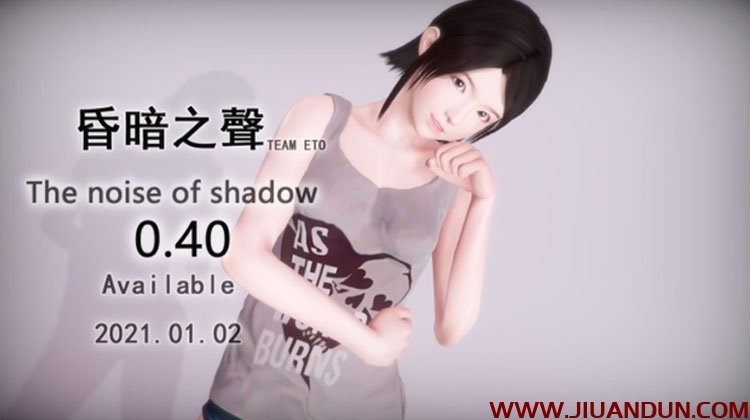 昏暗之聲
TEAM ETO
The noise of shadow
0.40
Available
2021.01.02
AS
THE
BURNS
WWW.JIUANDUN.COM